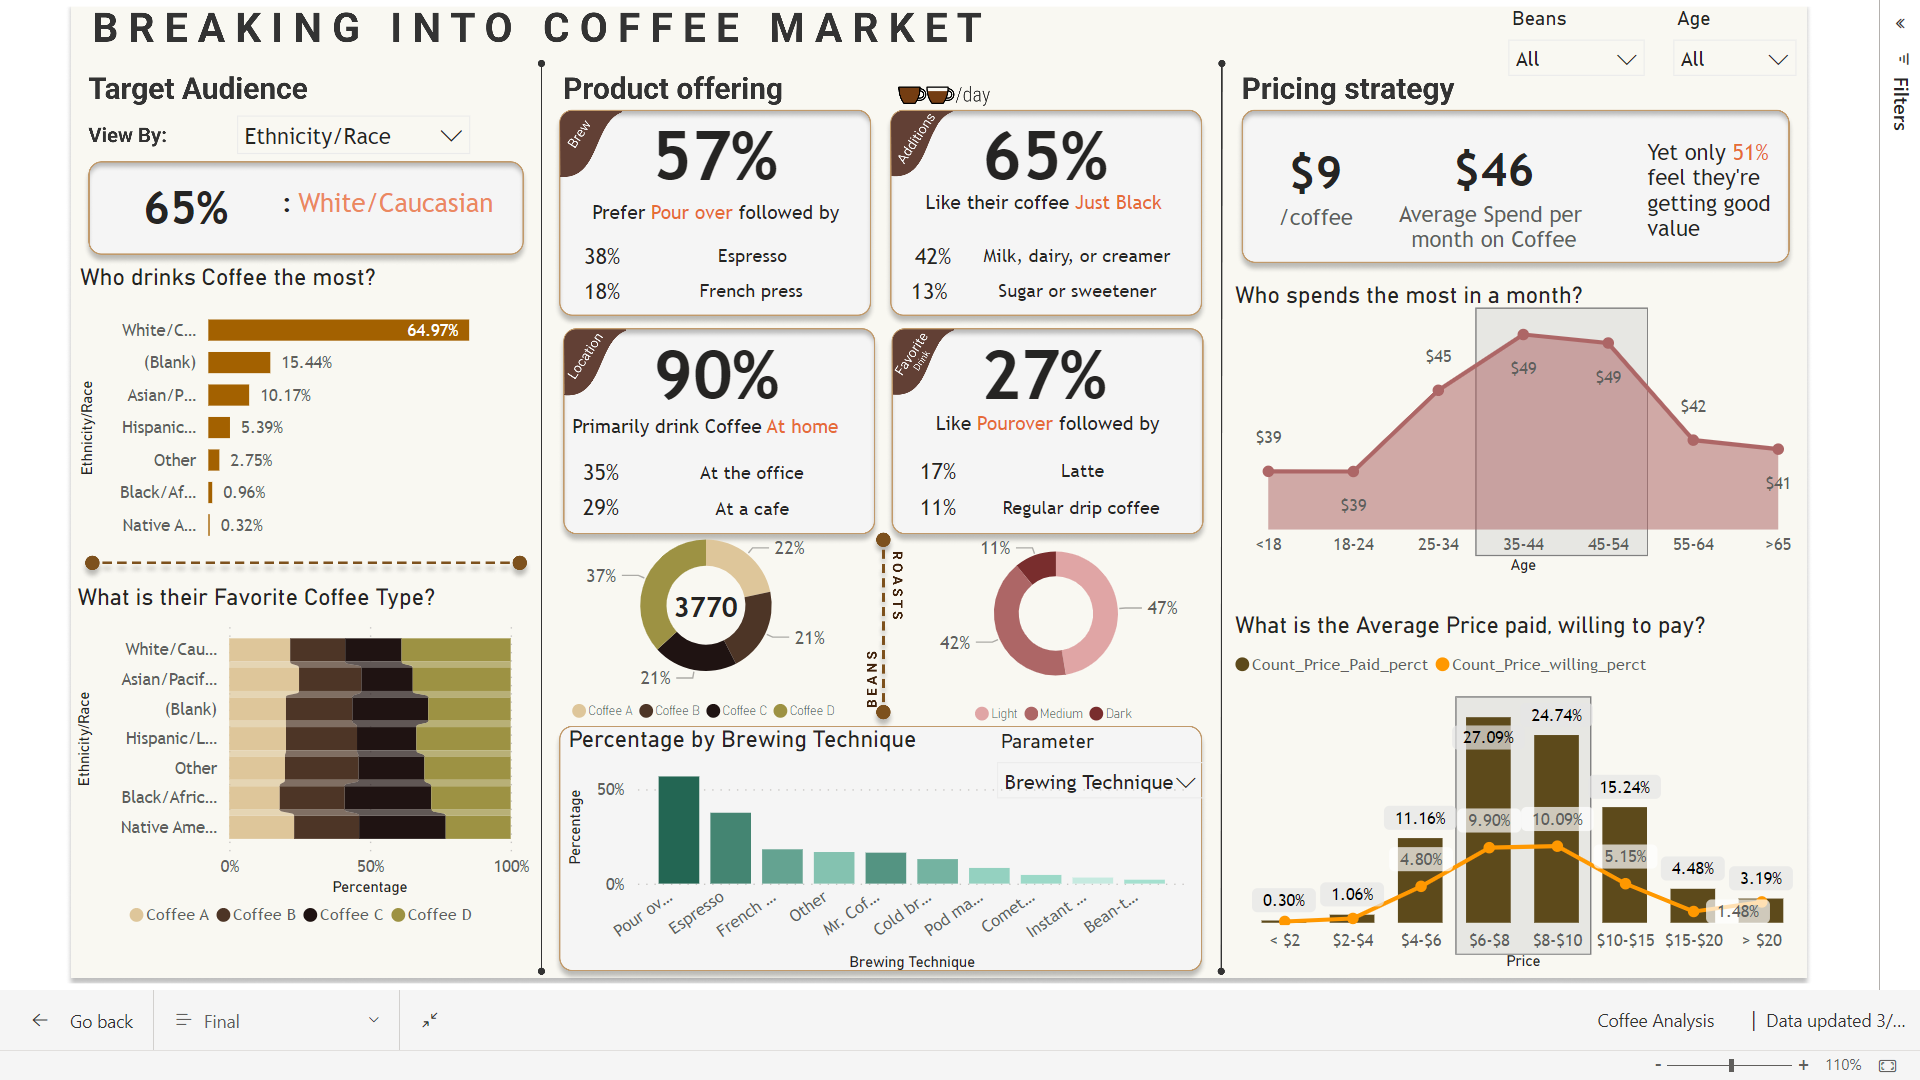 BREAKING INTO COFFEE MARKET
Beans
Age
All
All
Filters
Target Audience
View By:
Ethnicity/Race
65%
: White/Caucasian
Who drinks Coffee the most?
Ethnicity/Race
White/C... 64.97%
(Blank) 15.44%
Asian/P... 10.17%
Hispanic... 5.39%
Other 2.75%
Black/Af... 0.96%
Native A... 0.32%
What is their Favorite Coffee Type?
Ethnicity/Race
White/Cau...
Asian/Pacif...
(Blank)
Hispanic/L...
Other
Black/Afric...
Native Ame...
0% 50% 100%
Percentage
Coffee A Coffee B Coffee C Coffee D
Product offering
/day
Brew
57%
Prefer Pour over followed by
38% Espresso
18% French press
Additions
65%
Like their coffee Just Black
42% Milk, dairy, or creamer
13% Sugar or sweetener
Location
90%
Primarily drink Coffee At home
35% At the office
29% At a cafe
Favorite
Drink
27%
Like Pourover followed by
17% Latte
11% Regular drip coffee
22%
37%
3770
21%
21%
Coffee A Coffee B Coffee C Coffee D
BEANS
ROASTS
11%
47%
42%
Light Medium Dark
Percentage by Brewing Technique
Parameter
Brewing Technique
Percentage
50%
0%
Pour ov... Espresso French ... Other Mr. Cof... Cold br... Pod ma... Comet... Instant ... Bean-t...
Brewing Technique
Pricing strategy
$9
/coffee
$46
Average Spend per
month on Coffee
Yet only 51%
feel they're
getting good
value
Who spends the most in a month?
$39 $39 $45 $49 $49 $42 $41
<18 18-24 25-34 35-44 45-54 55-64 >65
Age
What is the Average Price paid, willing to pay?
Count_Price_Paid_perct Count_Price_willing_perct
0.30% 1.06% 11.16% 27.09% 24.74% 15.24% 4.48% 3.19%
4.80% 9.90% 10.09% 5.15% 1.48%
< $2 $2-$4 $4-$6 $6-$8 $8-$10 $10-$15 $15-$20 > $20
Price
Go back
Final
Coffee Analysis | Data updated 3/...
- + 110%